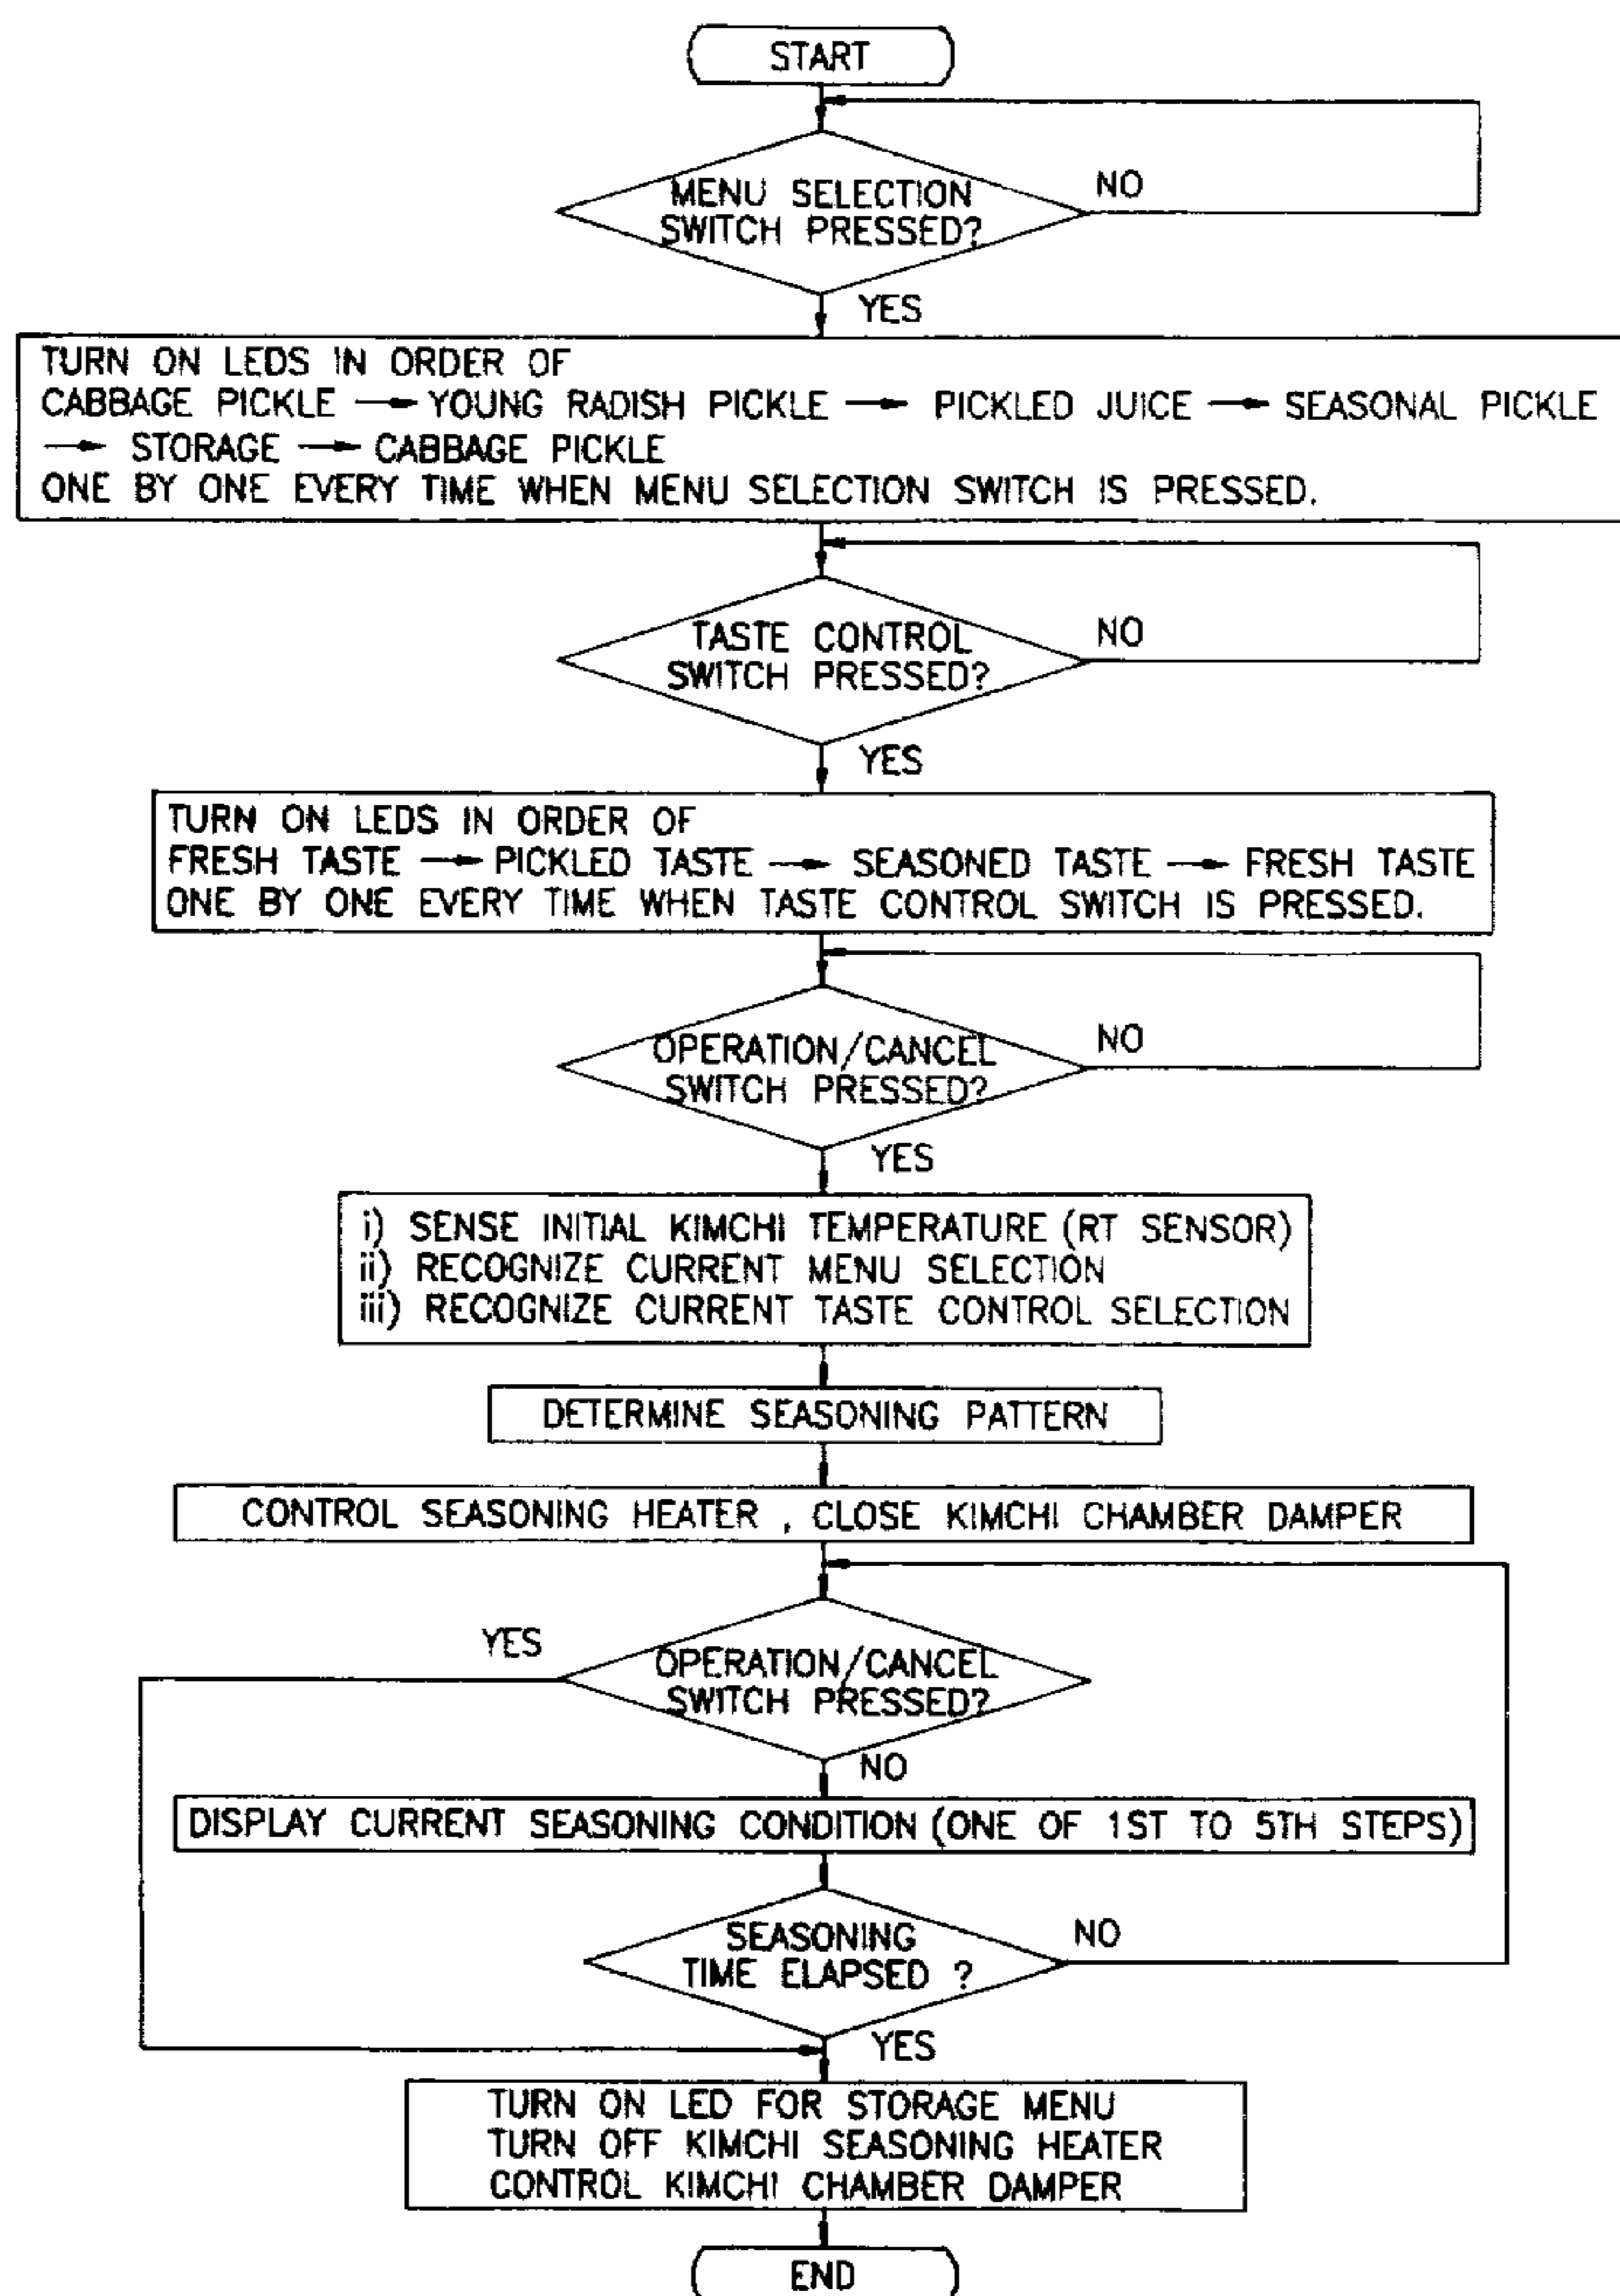 START
MENU SELECTION
SWITCH PRESSED?
NO
YES
TURN ON LEDS IN ORDER OF
CABBAGE PICKLE → YOUNG RADISH PICKLE → PICKLED JUICE → SEASONAL PICKLE
→ STORAGE → CABBAGE PICKLE
ONE BY ONE EVERY TIME WHEN MENU SELECTION SWITCH IS PRESSED.
TASTE CONTROL
SWITCH PRESSED?
NO
YES
TURN ON LEDS IN ORDER OF
FRESH TASTE → PICKLED TASTE → SEASONED TASTE → FRESH TASTE
ONE BY ONE EVERY TIME WHEN TASTE CONTROL SWITCH IS PRESSED.
OPERATION/CANCEL
SWITCH PRESSED?
NO
YES
i) SENSE INITIAL KIMCHI TEMPERATURE (RT SENSOR)
ii) RECOGNIZE CURRENT MENU SELECTION
iii) RECOGNIZE CURRENT TASTE CONTROL SELECTION
DETERMINE SEASONING PATTERN
CONTROL SEASONING HEATER , CLOSE KIMCHI CHAMBER DAMPER
YES
OPERATION/CANCEL
SWITCH PRESSED?
NO
DISPLAY CURRENT SEASONING CONDITION (ONE OF 1ST TO 5TH STEPS)
SEASONING
TIME ELAPSED ?
NO
YES
TURN ON LED FOR STORAGE MENU
TURN OFF KIMCHI SEASONING HEATER
CONTROL KIMCHI CHAMBER DAMPER
END